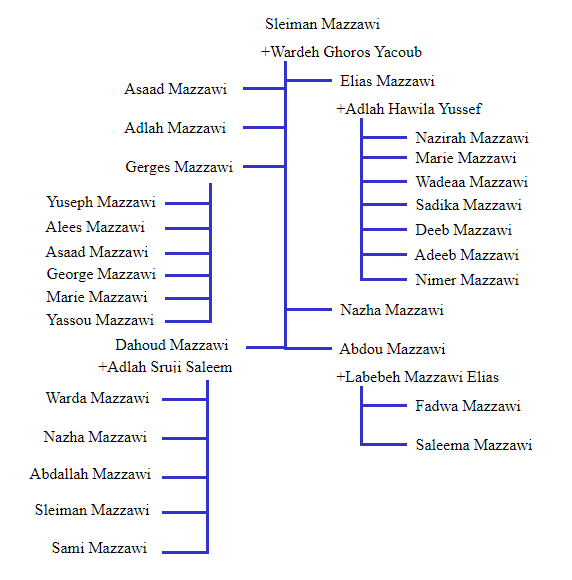 Sleiman Mazzawi
+Wardeh Ghoros Yacoub
Asaad Mazzawi
Adlah Mazzawi
Gerges Mazzawi
Yuseph Mazzawi
Alees Mazzawi
Asaad Mazzawi
George Mazzawi
Marie Mazzawi
Yassou Mazzawi
Dahoud Mazzawi
+Adlah Sruji Saleem
Warda Mazzawi
Nazha Mazzawi
Abdallah Mazzawi
Sleiman Mazzawi
Sami Mazzawi
Elias Mazzawi
+Adlah Hawila Yussef
Nazirah Mazzawi
Marie Mazzawi
Wadeaa Mazzawi
Sadika Mazzawi
Deeb Mazzawi
Adeeb Mazzawi
Nimer Mazzawi
Nazha Mazzawi
Abdou Mazzawi
+Labebeh Mazzawi Elias
Fadwa Mazzawi
Saleema Mazzawi